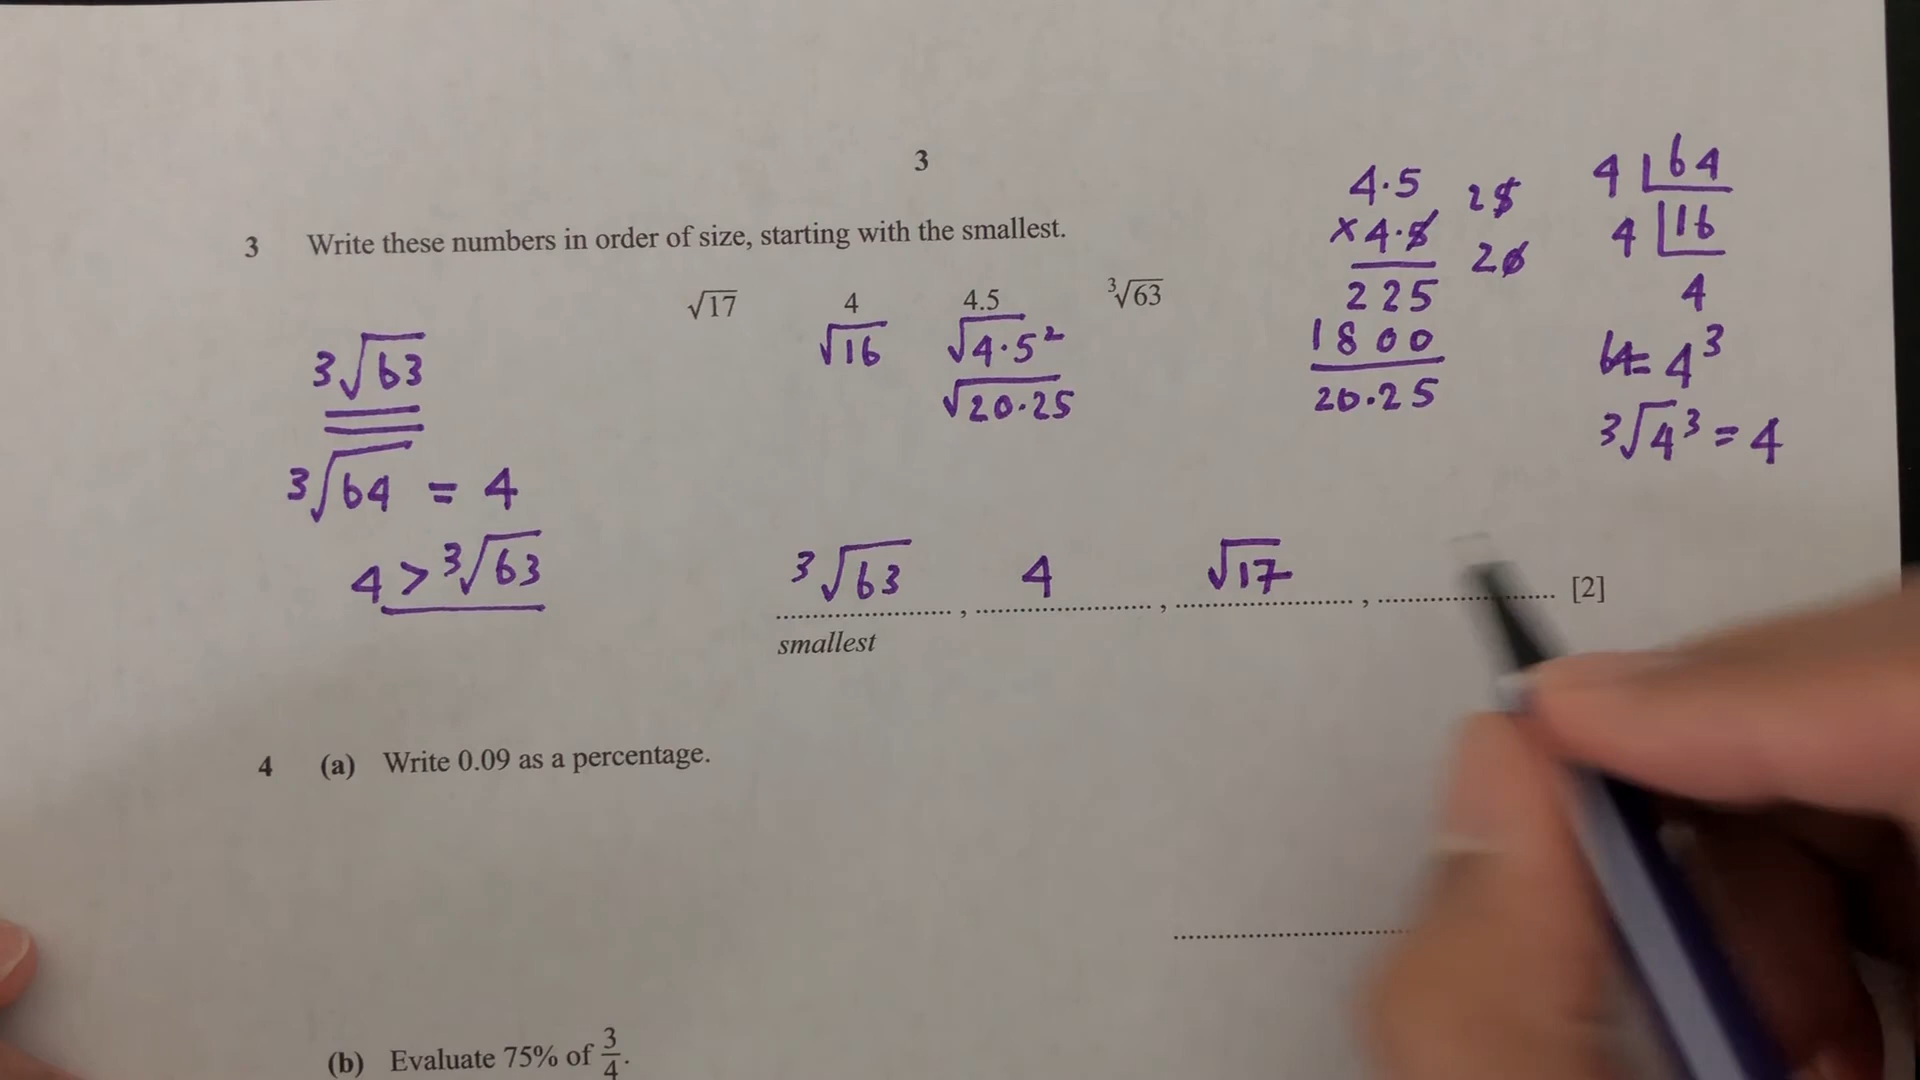 3
3 Write these numbers in order of size, starting with the smallest.
√17 4 4.5 ³√63
√16 √4.5²
√20.25
³√63
³√64 = 4
4 > ³√63
4.5 25
×4.5 20
225
1800
20.25
4 64
4 16
4
64= 4³
³√4³ = 4
³√63 , 4 , √17 , .................... [2]
smallest
4 (a) Write 0.09 as a percentage.
(b) Evaluate 75% of 3/4.